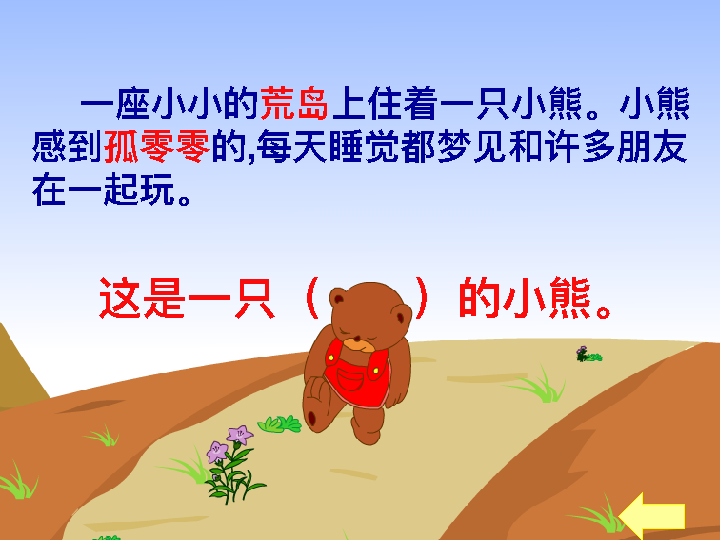 一座小小的荒岛上住着一只小熊。小熊
感到孤零零的,每天睡觉都梦见和许多朋友
在一起玩。
这是一只（ ）的小熊。